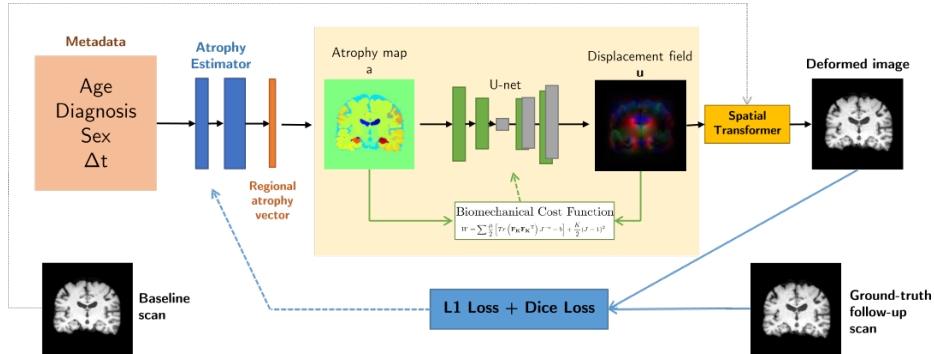 Metadata
Age
Diagnosis
Sex
Δt
Atrophy
Estimator
Regional
atrophy
vector
Atrophy map
a
U-net
Displacement field
u
Biomechanical Cost Function
Spatial
Transformer
Deformed image
Baseline
scan
L1 Loss + Dice Loss
Ground-truth
follow-up
scan